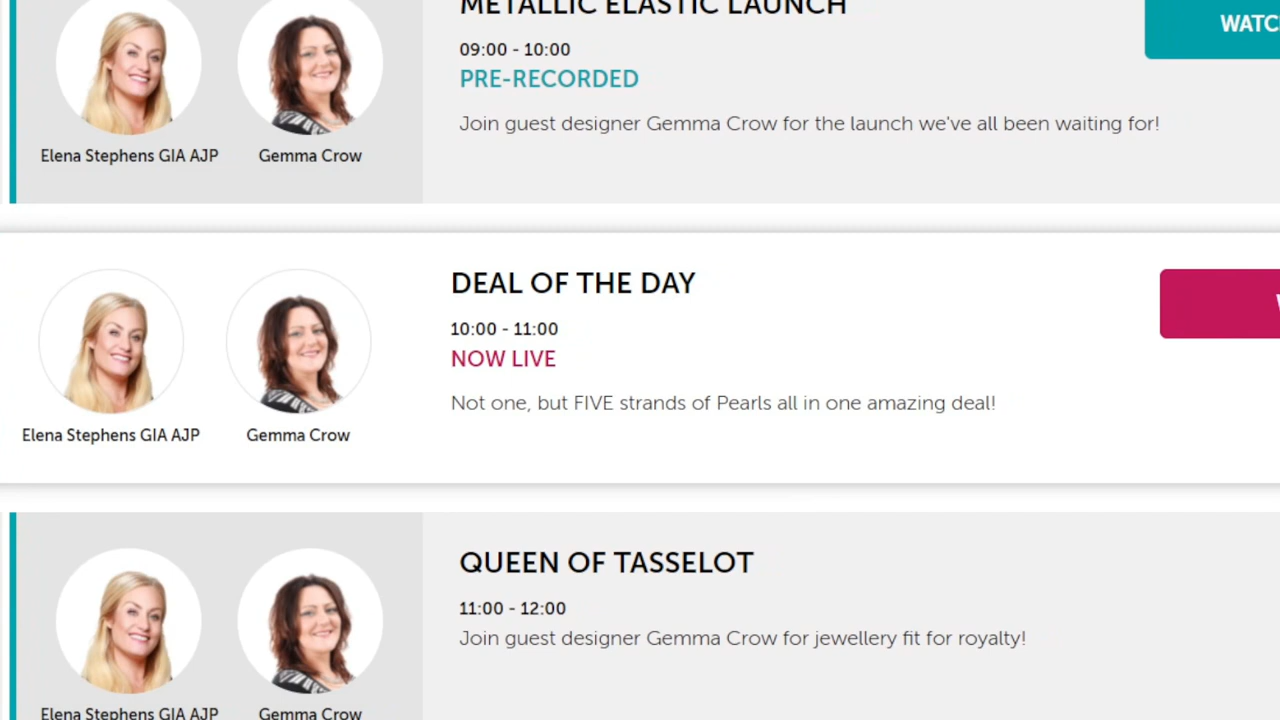 METALLIC ELASTIC LAUNCH
WATC
09:00 - 10:00
PRE-RECORDED
Join guest designer Gemma Crow for the launch we've all been waiting for!
Elena Stephens GIA AJP
Gemma Crow
DEAL OF THE DAY
10:00 - 11:00
NOW LIVE
Not one, but FIVE strands of Pearls all in one amazing deal!
Elena Stephens GIA AJP
Gemma Crow
QUEEN OF TASSELOT
11:00 - 12:00
Join guest designer Gemma Crow for jewellery fit for royalty!
Elena Stephens GIA AJP
Gemma Crow